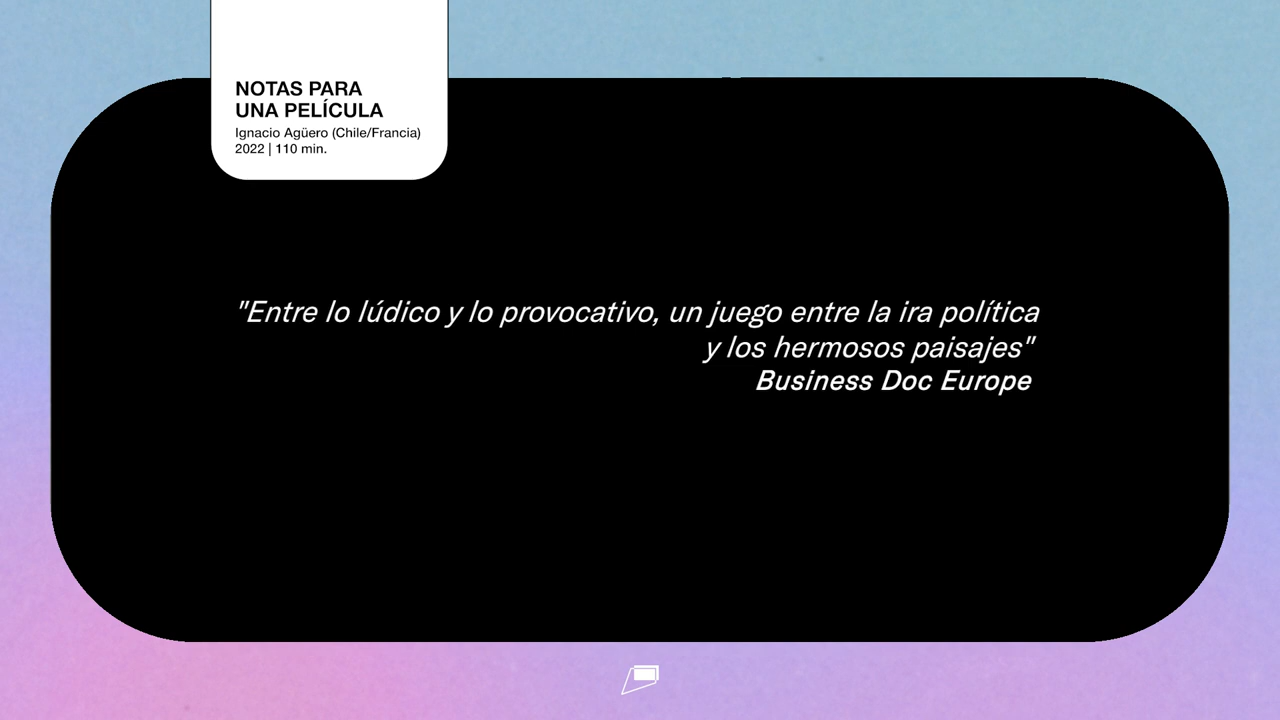 NOTAS PARA
UNA PELÍCULA
Ignacio Agüero (Chile/Francia)
2022 | 110 min.
"Entre lo lúdico y lo provocativo, un juego entre la ira política
y los hermosos paisajes"
Business Doc Europe